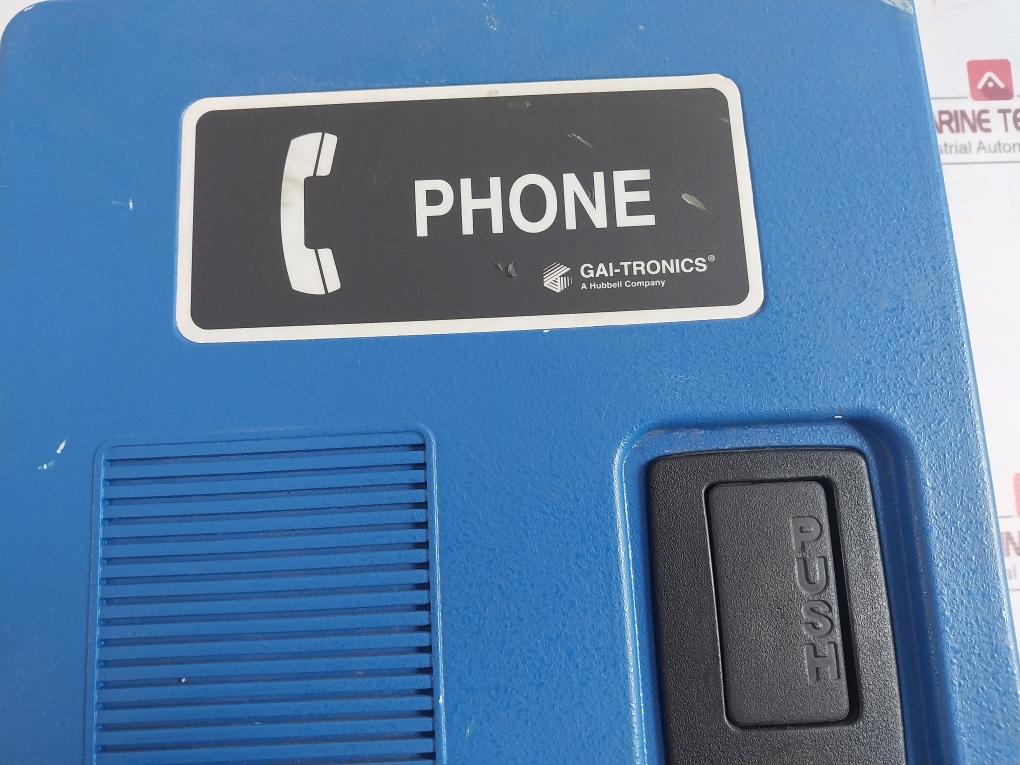 PHONE
GAI-TRONICS®
A Hubbell Company
PUSH